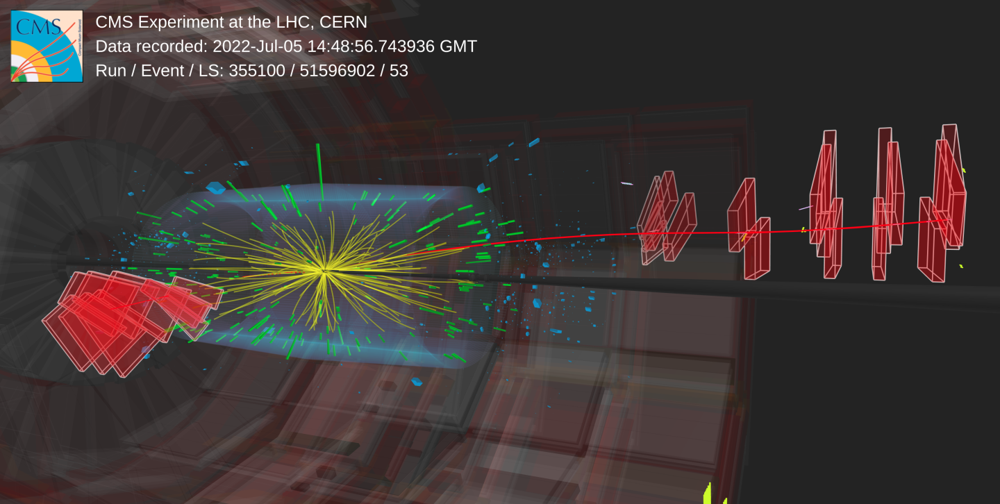 CMS
CMS Experiment at the LHC, CERN
Data recorded: 2022-Jul-05 14:48:56.743936 GMT
Run / Event / LS: 355100 / 51596902 / 53